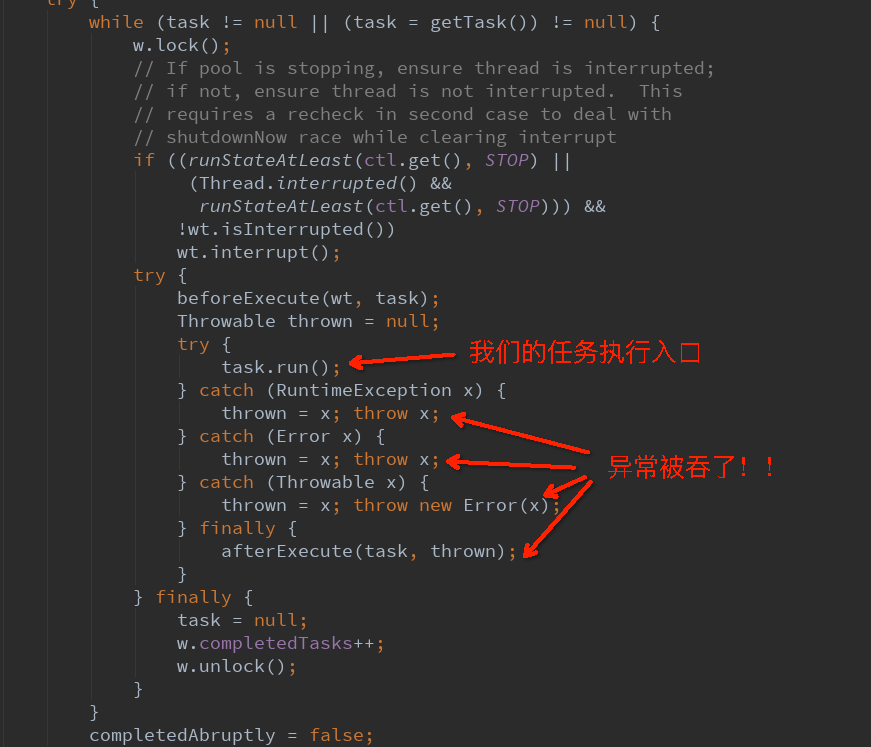 try {
while (task != null || (task = getTask()) != null) {
w.lock();
// If pool is stopping, ensure thread is interrupted;
// if not, ensure thread is not interrupted.  This
// requires a recheck in second case to deal with
// shutdownNow race while clearing interrupt
if ((runStateAtLeast(ctl.get(), STOP) ||
(Thread.interrupted() &&
runStateAtLeast(ctl.get(), STOP))) &&
!wt.isInterrupted())
wt.interrupt();
try {
beforeExecute(wt, task);
Throwable thrown = null;
try {
task.run(); 我们的任务执行入口
} catch (RuntimeException x) {
thrown = x; throw x;
} catch (Error x) {
thrown = x; throw x; 异常被吞了！！
} catch (Throwable x) {
thrown = x; throw new Error(x);
} finally {
afterExecute(task, thrown);
}
} finally {
task = null;
w.completedTasks++;
w.unlock();
}
}
completedAbruptly = false;